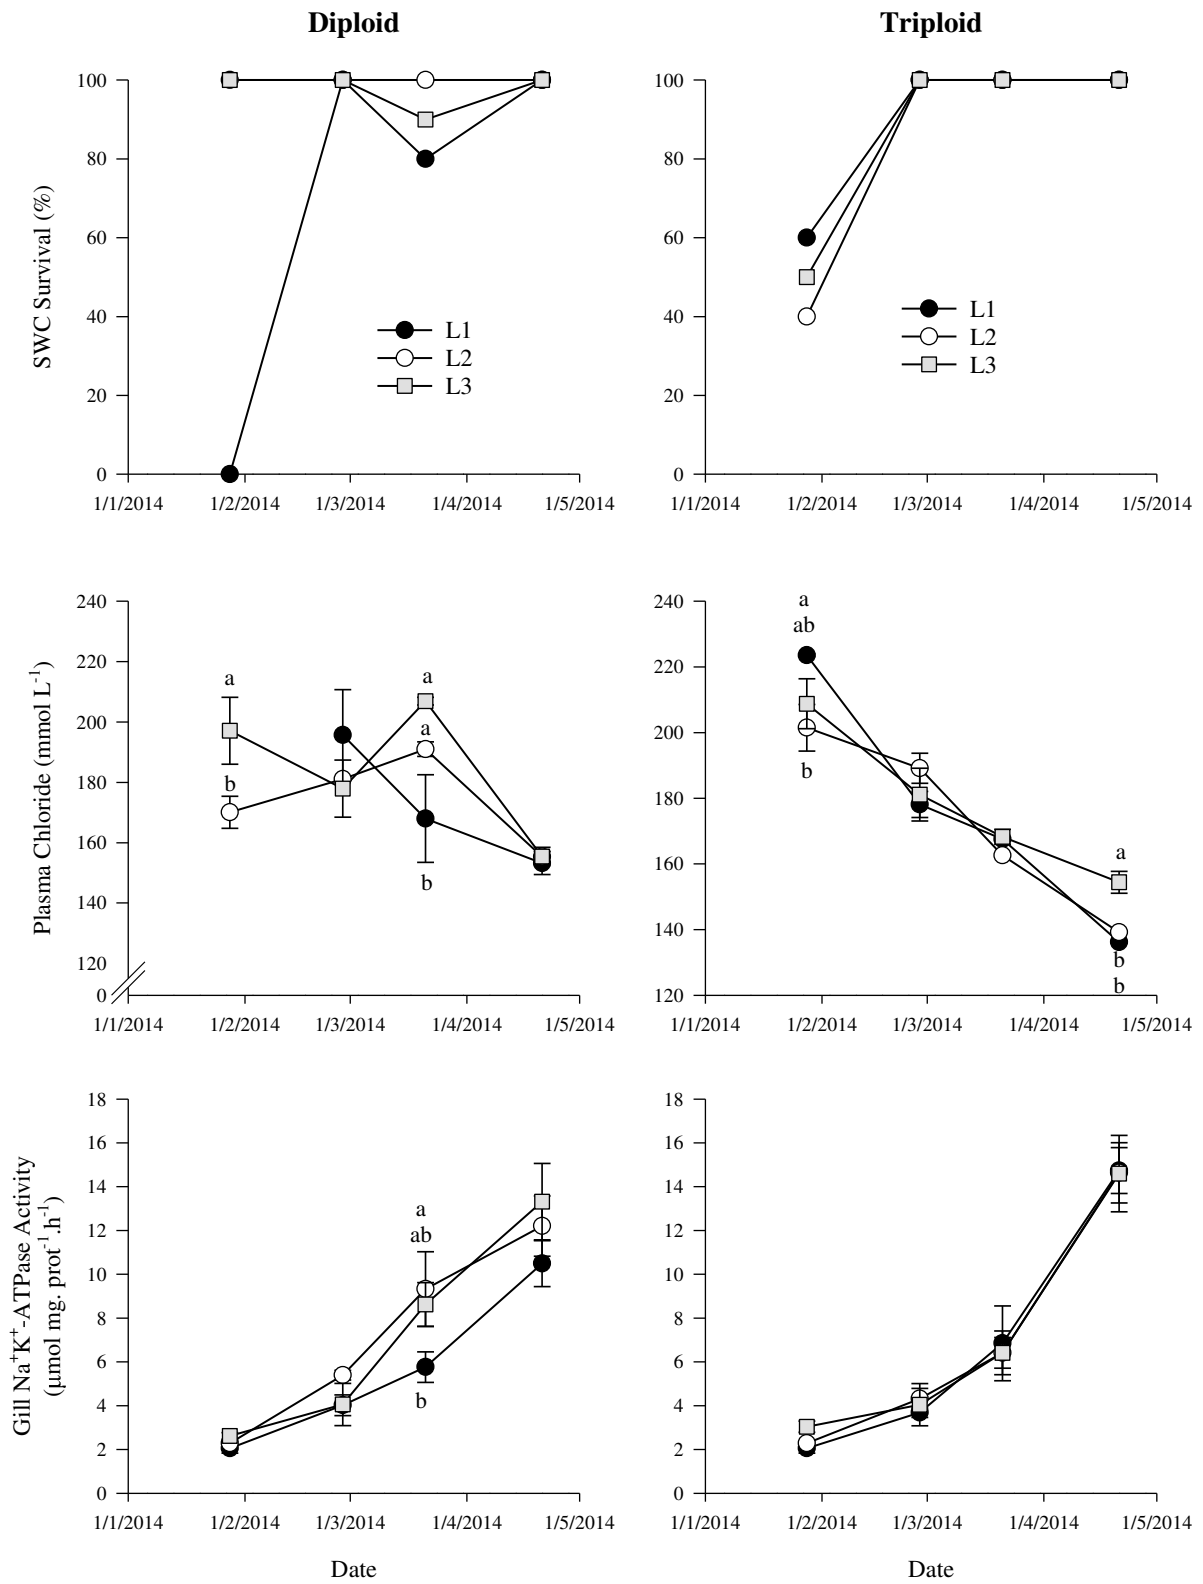 Diploid
Triploid
SWC Survival (%)
100
80
60
40
20
0
L1
L2
L3
1/1/2014 1/2/2014 1/3/2014 1/4/2014 1/5/2014
100
80
60
40
20
0
L1
L2
L3
1/1/2014 1/2/2014 1/3/2014 1/4/2014 1/5/2014
Plasma Chloride (mmol L⁻¹)
240
220
200
180
160
140
120
0
a
b
a
a
b
1/1/2014 1/2/2014 1/3/2014 1/4/2014 1/5/2014
240
220
200
180
160
140
120
a
ab
b
a
b
b
1/1/2014 1/2/2014 1/3/2014 1/4/2014 1/5/2014
Gill Na⁺K⁺-ATPase Activity
(µmol mg. prot⁻¹.h⁻¹)
18
16
14
12
10
8
6
4
2
0
a
ab
b
1/1/2014 1/2/2014 1/3/2014 1/4/2014 1/5/2014
Date
18
16
14
12
10
8
6
4
2
0
1/1/2014 1/2/2014 1/3/2014 1/4/2014 1/5/2014
Date